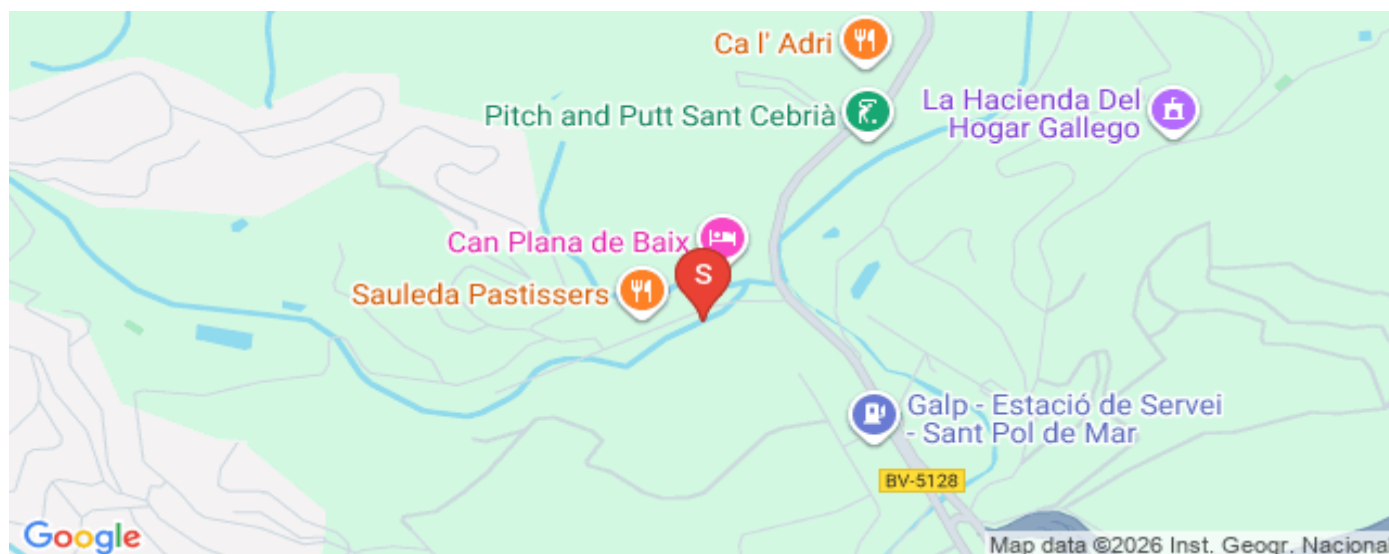 Ca l' Adri
Pitch and Putt Sant Cebrià
La Hacienda Del
Hogar Gallego
Can Plana de Baix
S
Sauleda Pastissers
Galp - Estació de Servei
- Sant Pol de Mar
BV-5128
Google
Map data ©2026 Inst. Geogr. Naciona